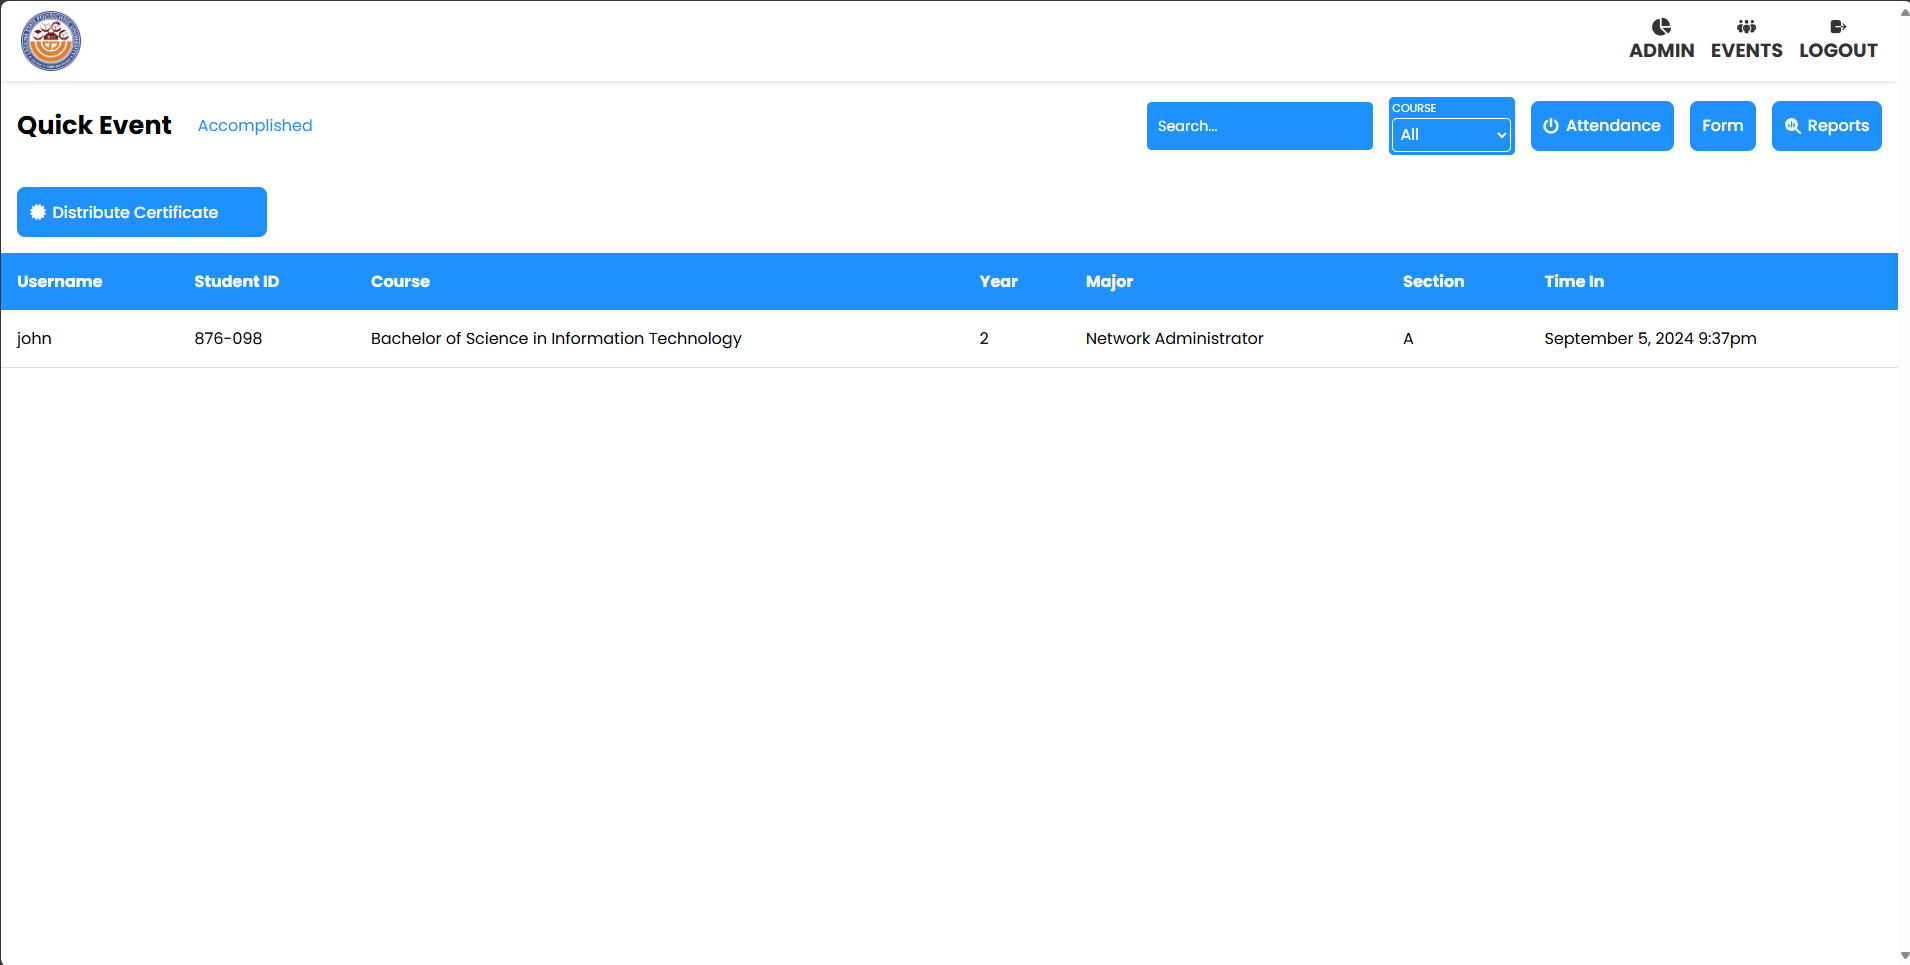 ADMIN EVENTS LOGOUT
Quick Event Accomplished
Search...
COURSE
All
Attendance
Form
Reports
Distribute Certificate
Username Student ID Course Year Major Section Time In
john 876-098 Bachelor of Science in Information Technology 2 Network Administrator A September 5, 2024 9:37pm